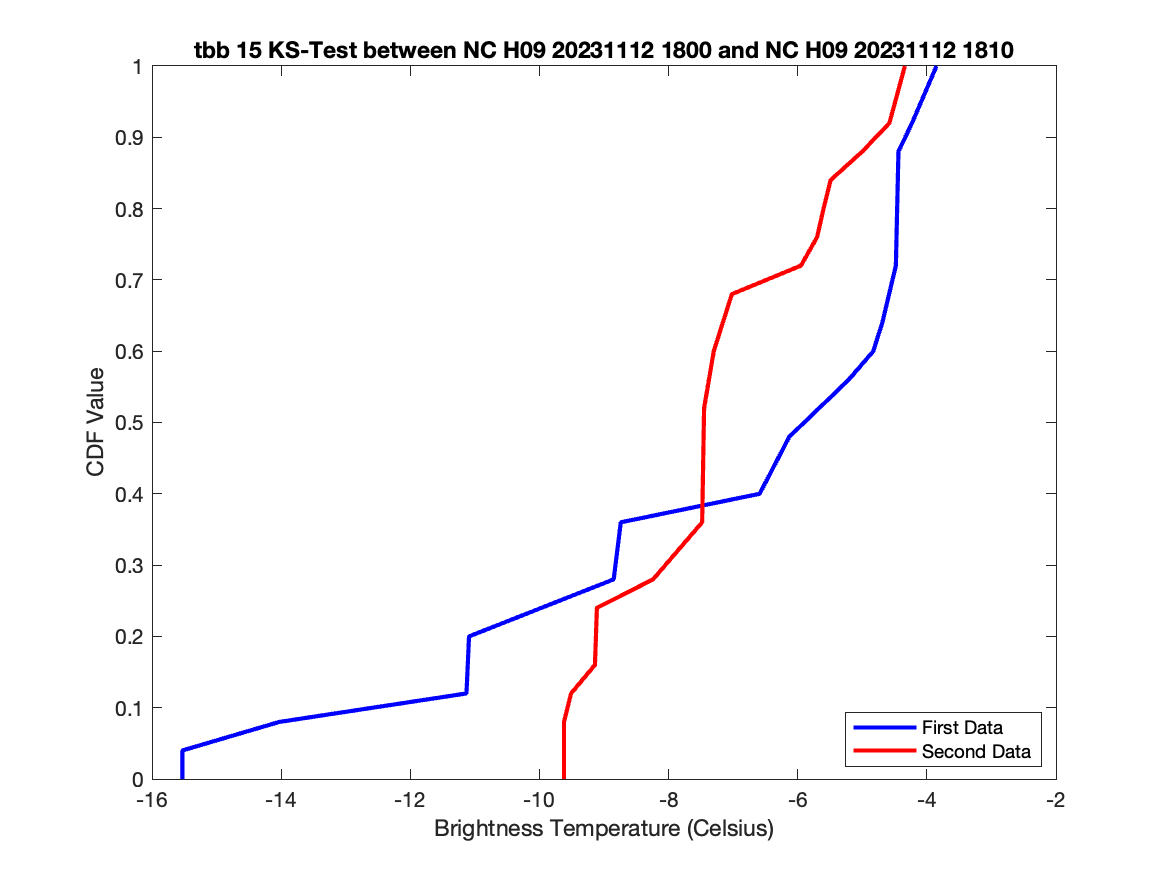 tbb 15 KS-Test between NC H09 20231112 1800 and NC H09 20231112 1810
1
0.9
0.8
0.7
0.6
0.5
0.4
0.3
0.2
0.1
0
CDF Value
First Data
Second Data
-16 -14 -12 -10 -8 -6 -4 -2
Brightness Temperature (Celsius)